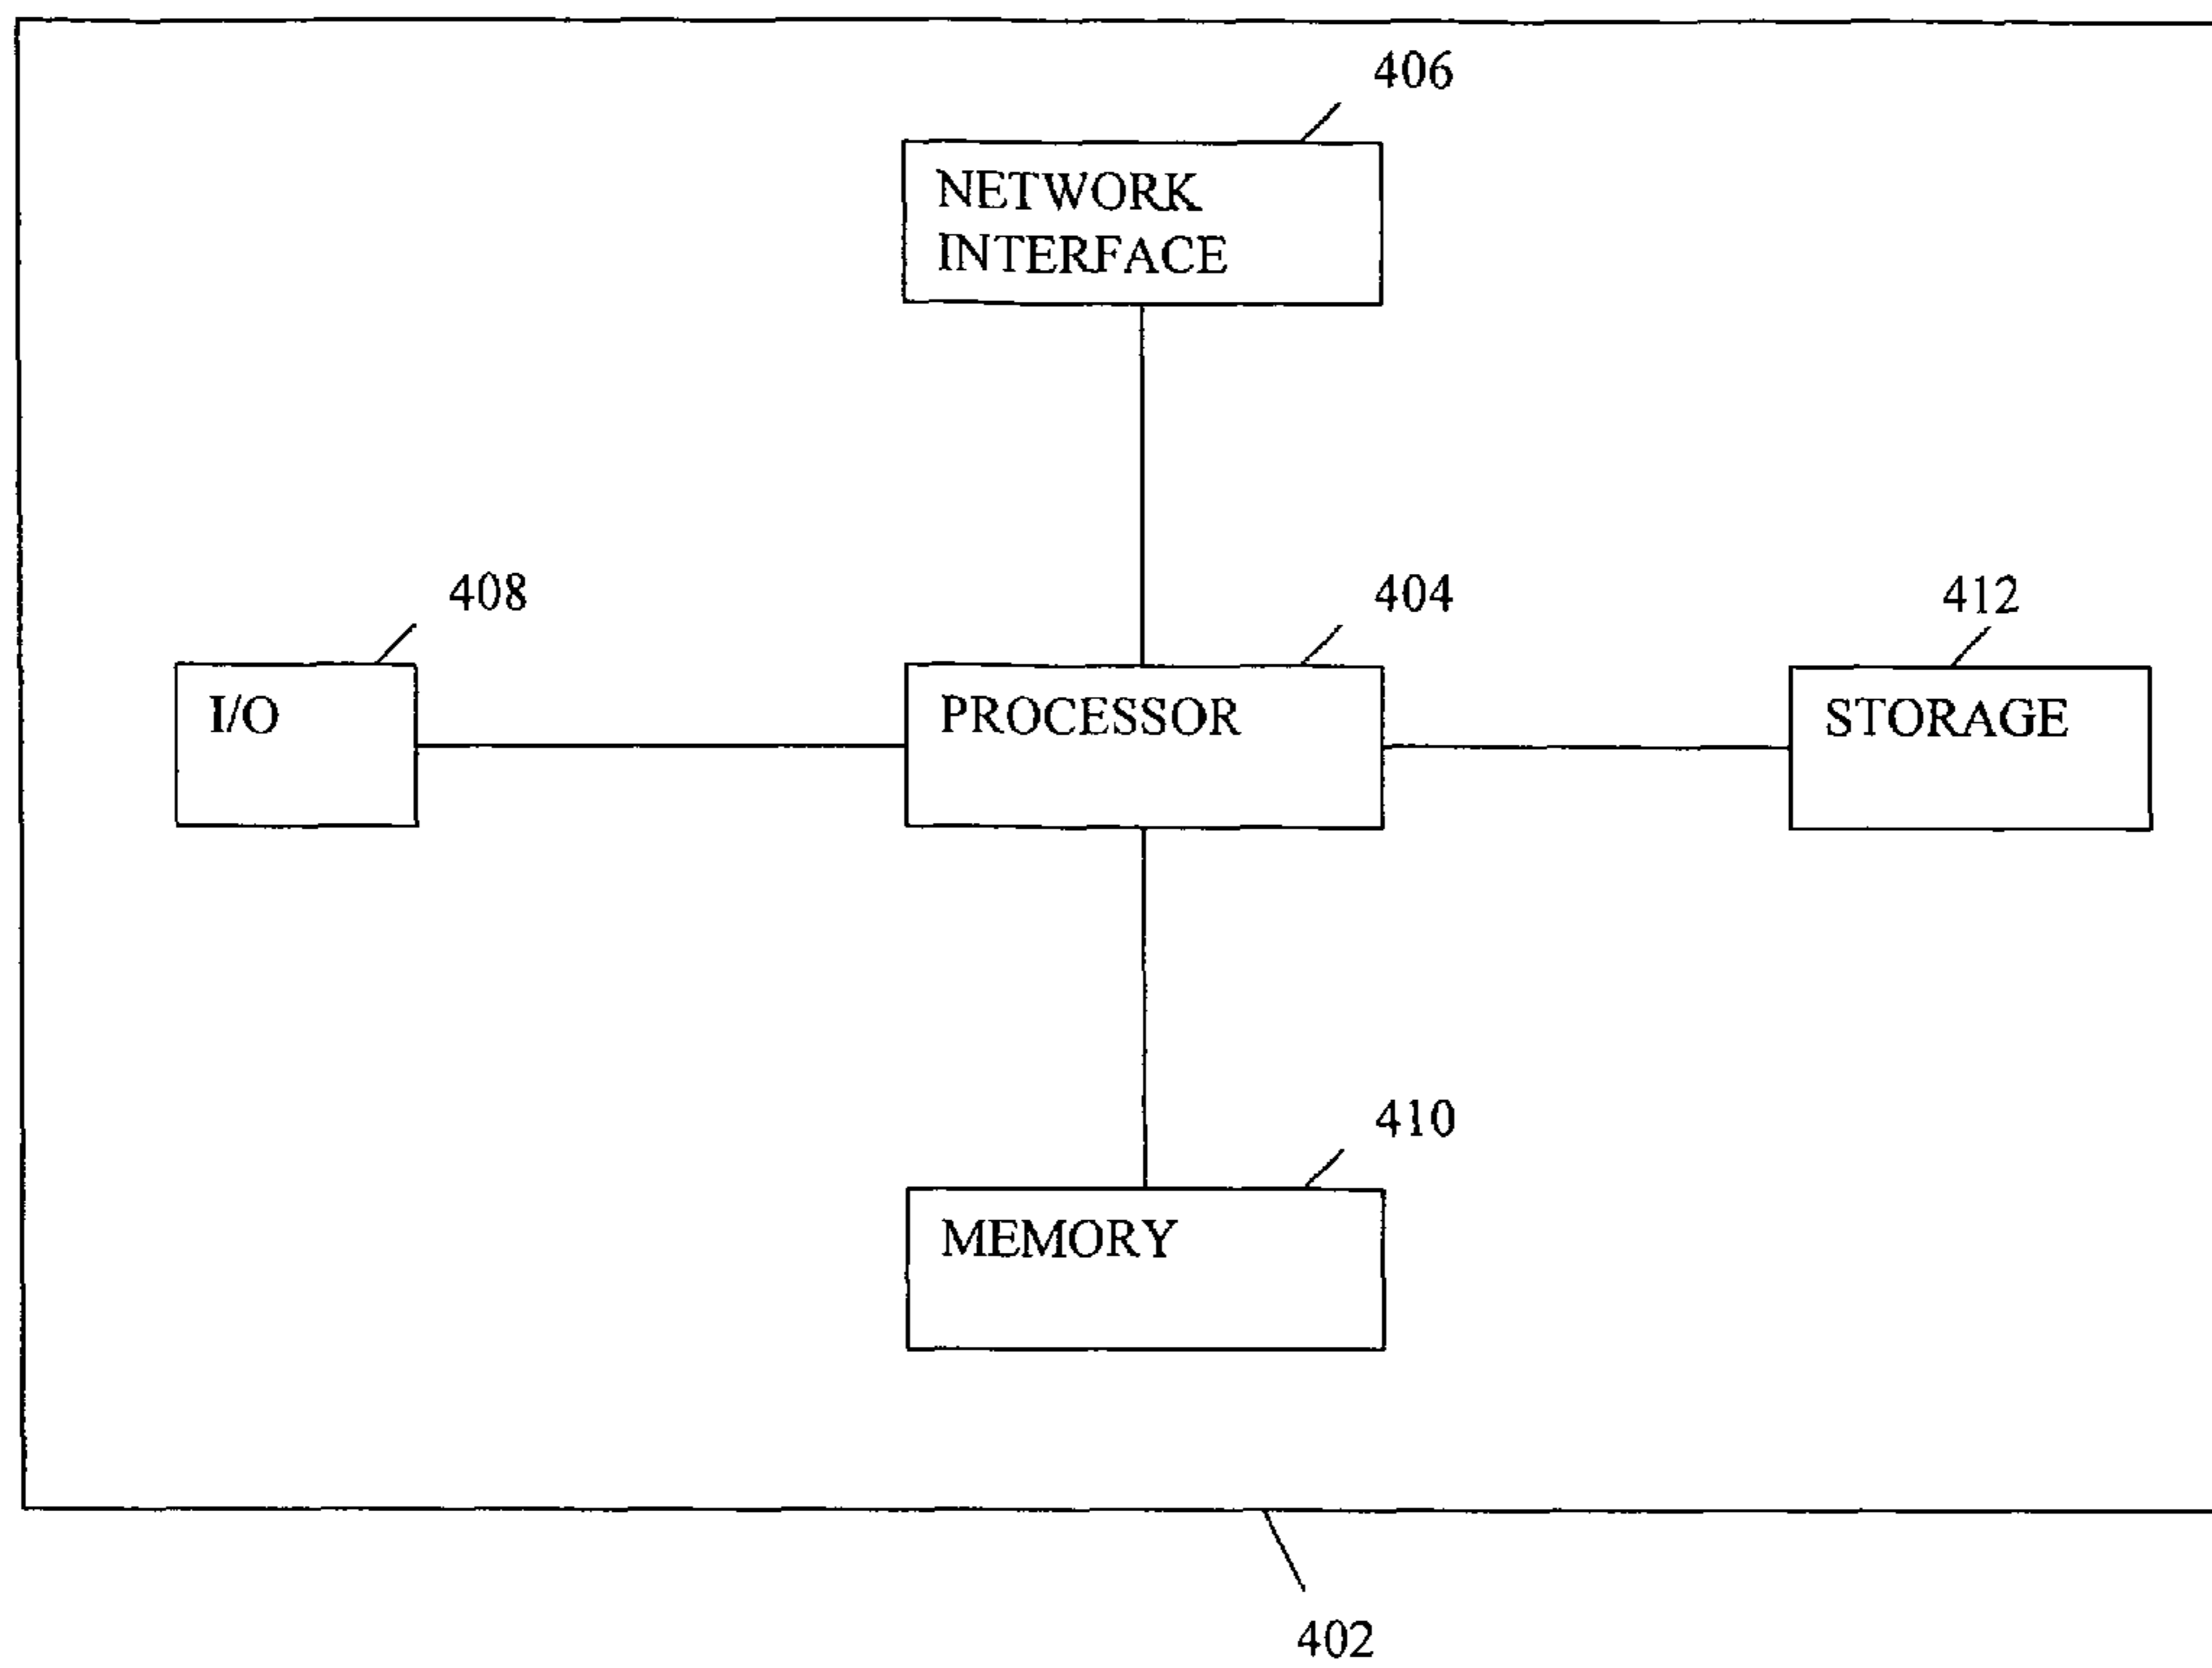 406
NETWORK
INTERFACE
408
404
412
I/O
PROCESSOR
STORAGE
410
MEMORY
402